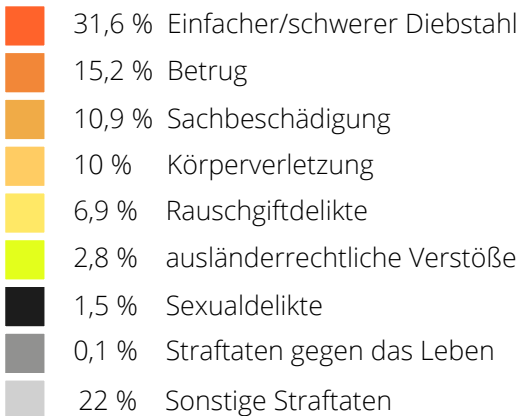 31,6 % Einfacher/schwerer Diebstahl
15,2 % Betrug
10,9 % Sachbeschädigung
10 % Körperverletzung
6,9 % Rauschgiftdelikte
2,8 % ausländerrechtliche Verstöße
1,5 % Sexualdelikte
0,1 % Straftaten gegen das Leben
22 % Sonstige Straftaten